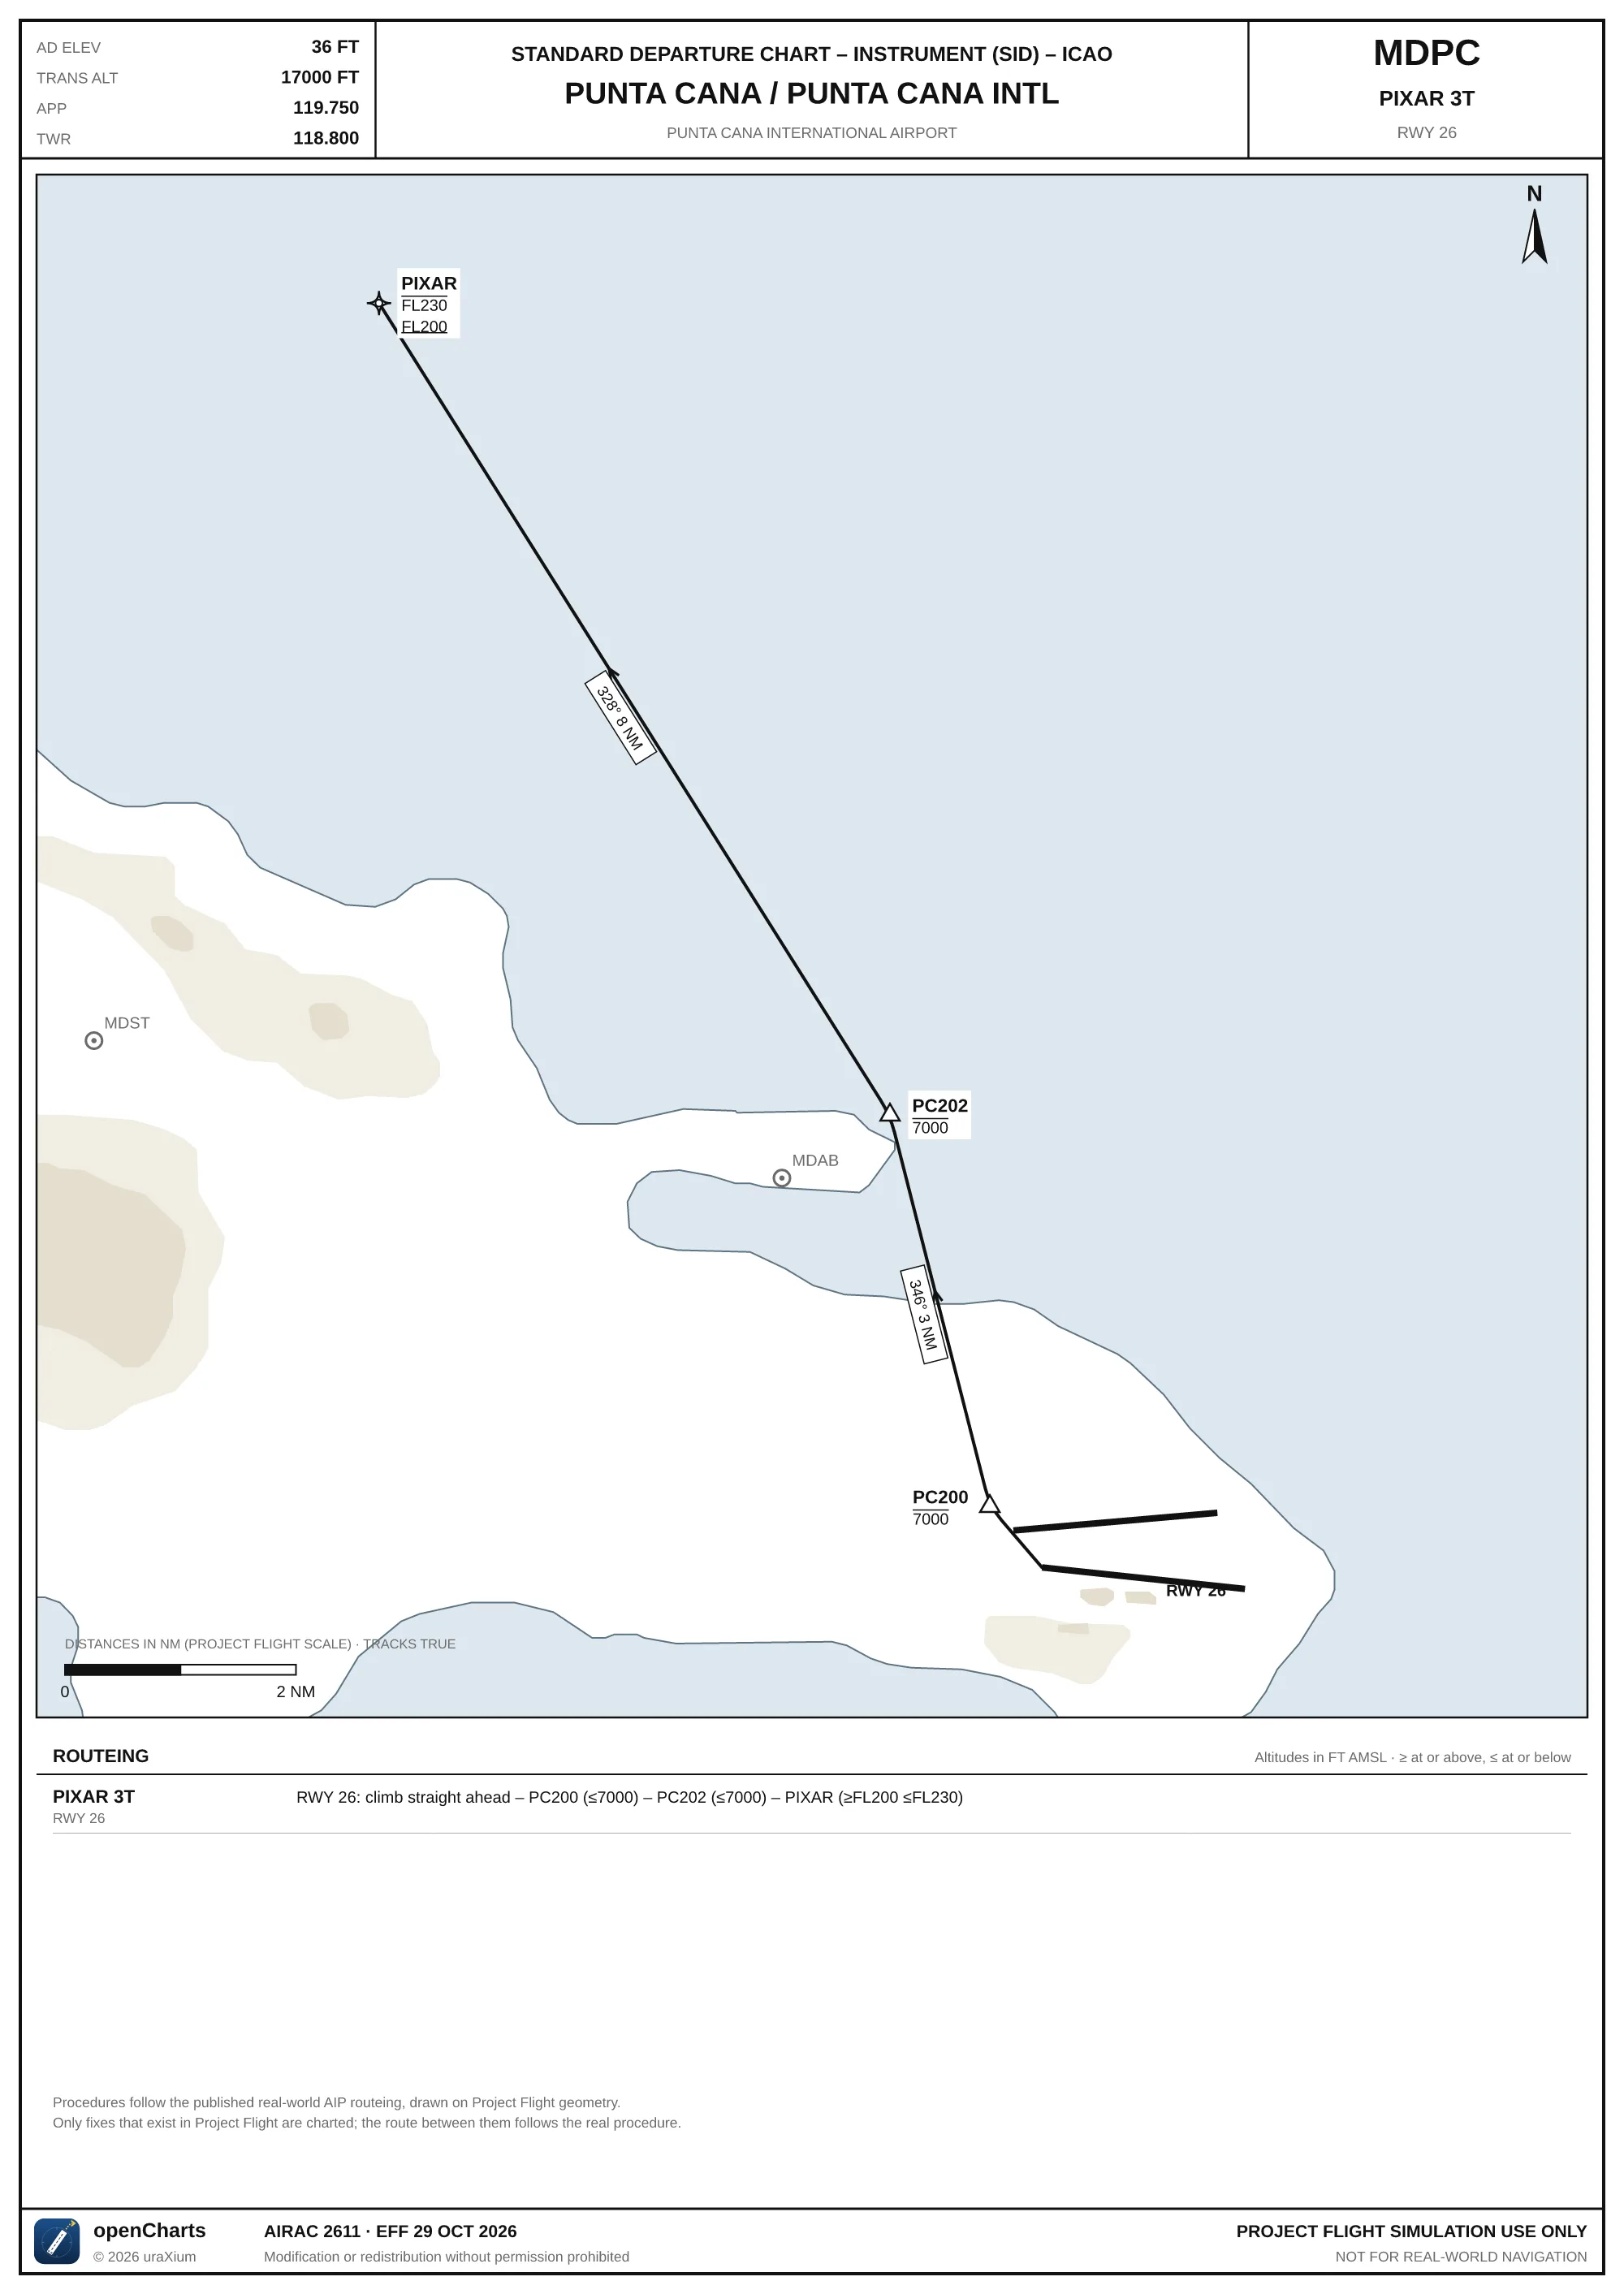 AD ELEV 36 FT
TRANS ALT 17000 FT
APP 119.750
TWR 118.800
STANDARD DEPARTURE CHART – INSTRUMENT (SID) – ICAO
PUNTA CANA / PUNTA CANA INTL
PUNTA CANA INTERNATIONAL AIRPORT
MDPC
PIXAR 3T
RWY 26
N
PIXAR
FL230
FL200
328° 8 NM
MDST
PC202
7000
MDAB
346° 3 NM
PC200
7000
RWY 26
DISTANCES IN NM (PROJECT FLIGHT SCALE) · TRACKS TRUE
0 2 NM
ROUTEING Altitudes in FT AMSL · ≥ at or above, ≤ at or below
PIXAR 3T RWY 26: climb straight ahead – PC200 (≤7000) – PC202 (≤7000) – PIXAR (≥FL200 ≤FL230)
RWY 26
Procedures follow the published real-world AIP routeing, drawn on Project Flight geometry.
Only fixes that exist in Project Flight are charted; the route between them follows the real procedure.
openCharts AIRAC 2611 · EFF 29 OCT 2026 PROJECT FLIGHT SIMULATION USE ONLY
© 2026 uraXium Modification or redistribution without permission prohibited NOT FOR REAL-WORLD NAVIGATION